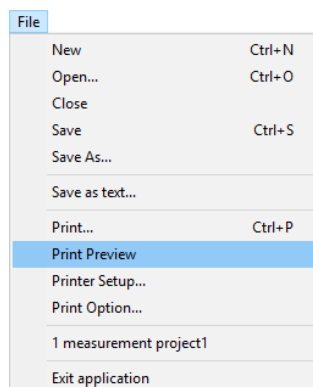 File
New Ctrl+N
Open... Ctrl+O
Close
Save Ctrl+S
Save As...
Save as text...
Print... Ctrl+P
Print Preview
Printer Setup...
Print Option...
1 measurement project1
Exit application